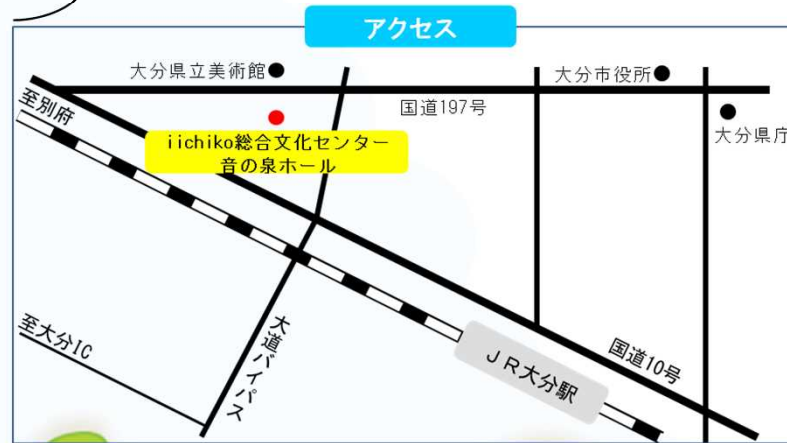 アクセス
大分県立美術館
大分市役所
国道197号
至別府
大分県庁
iichiko総合文化センター
音の泉ホール
至大分IC
大道バイパス
国道10号
ＪＲ大分駅